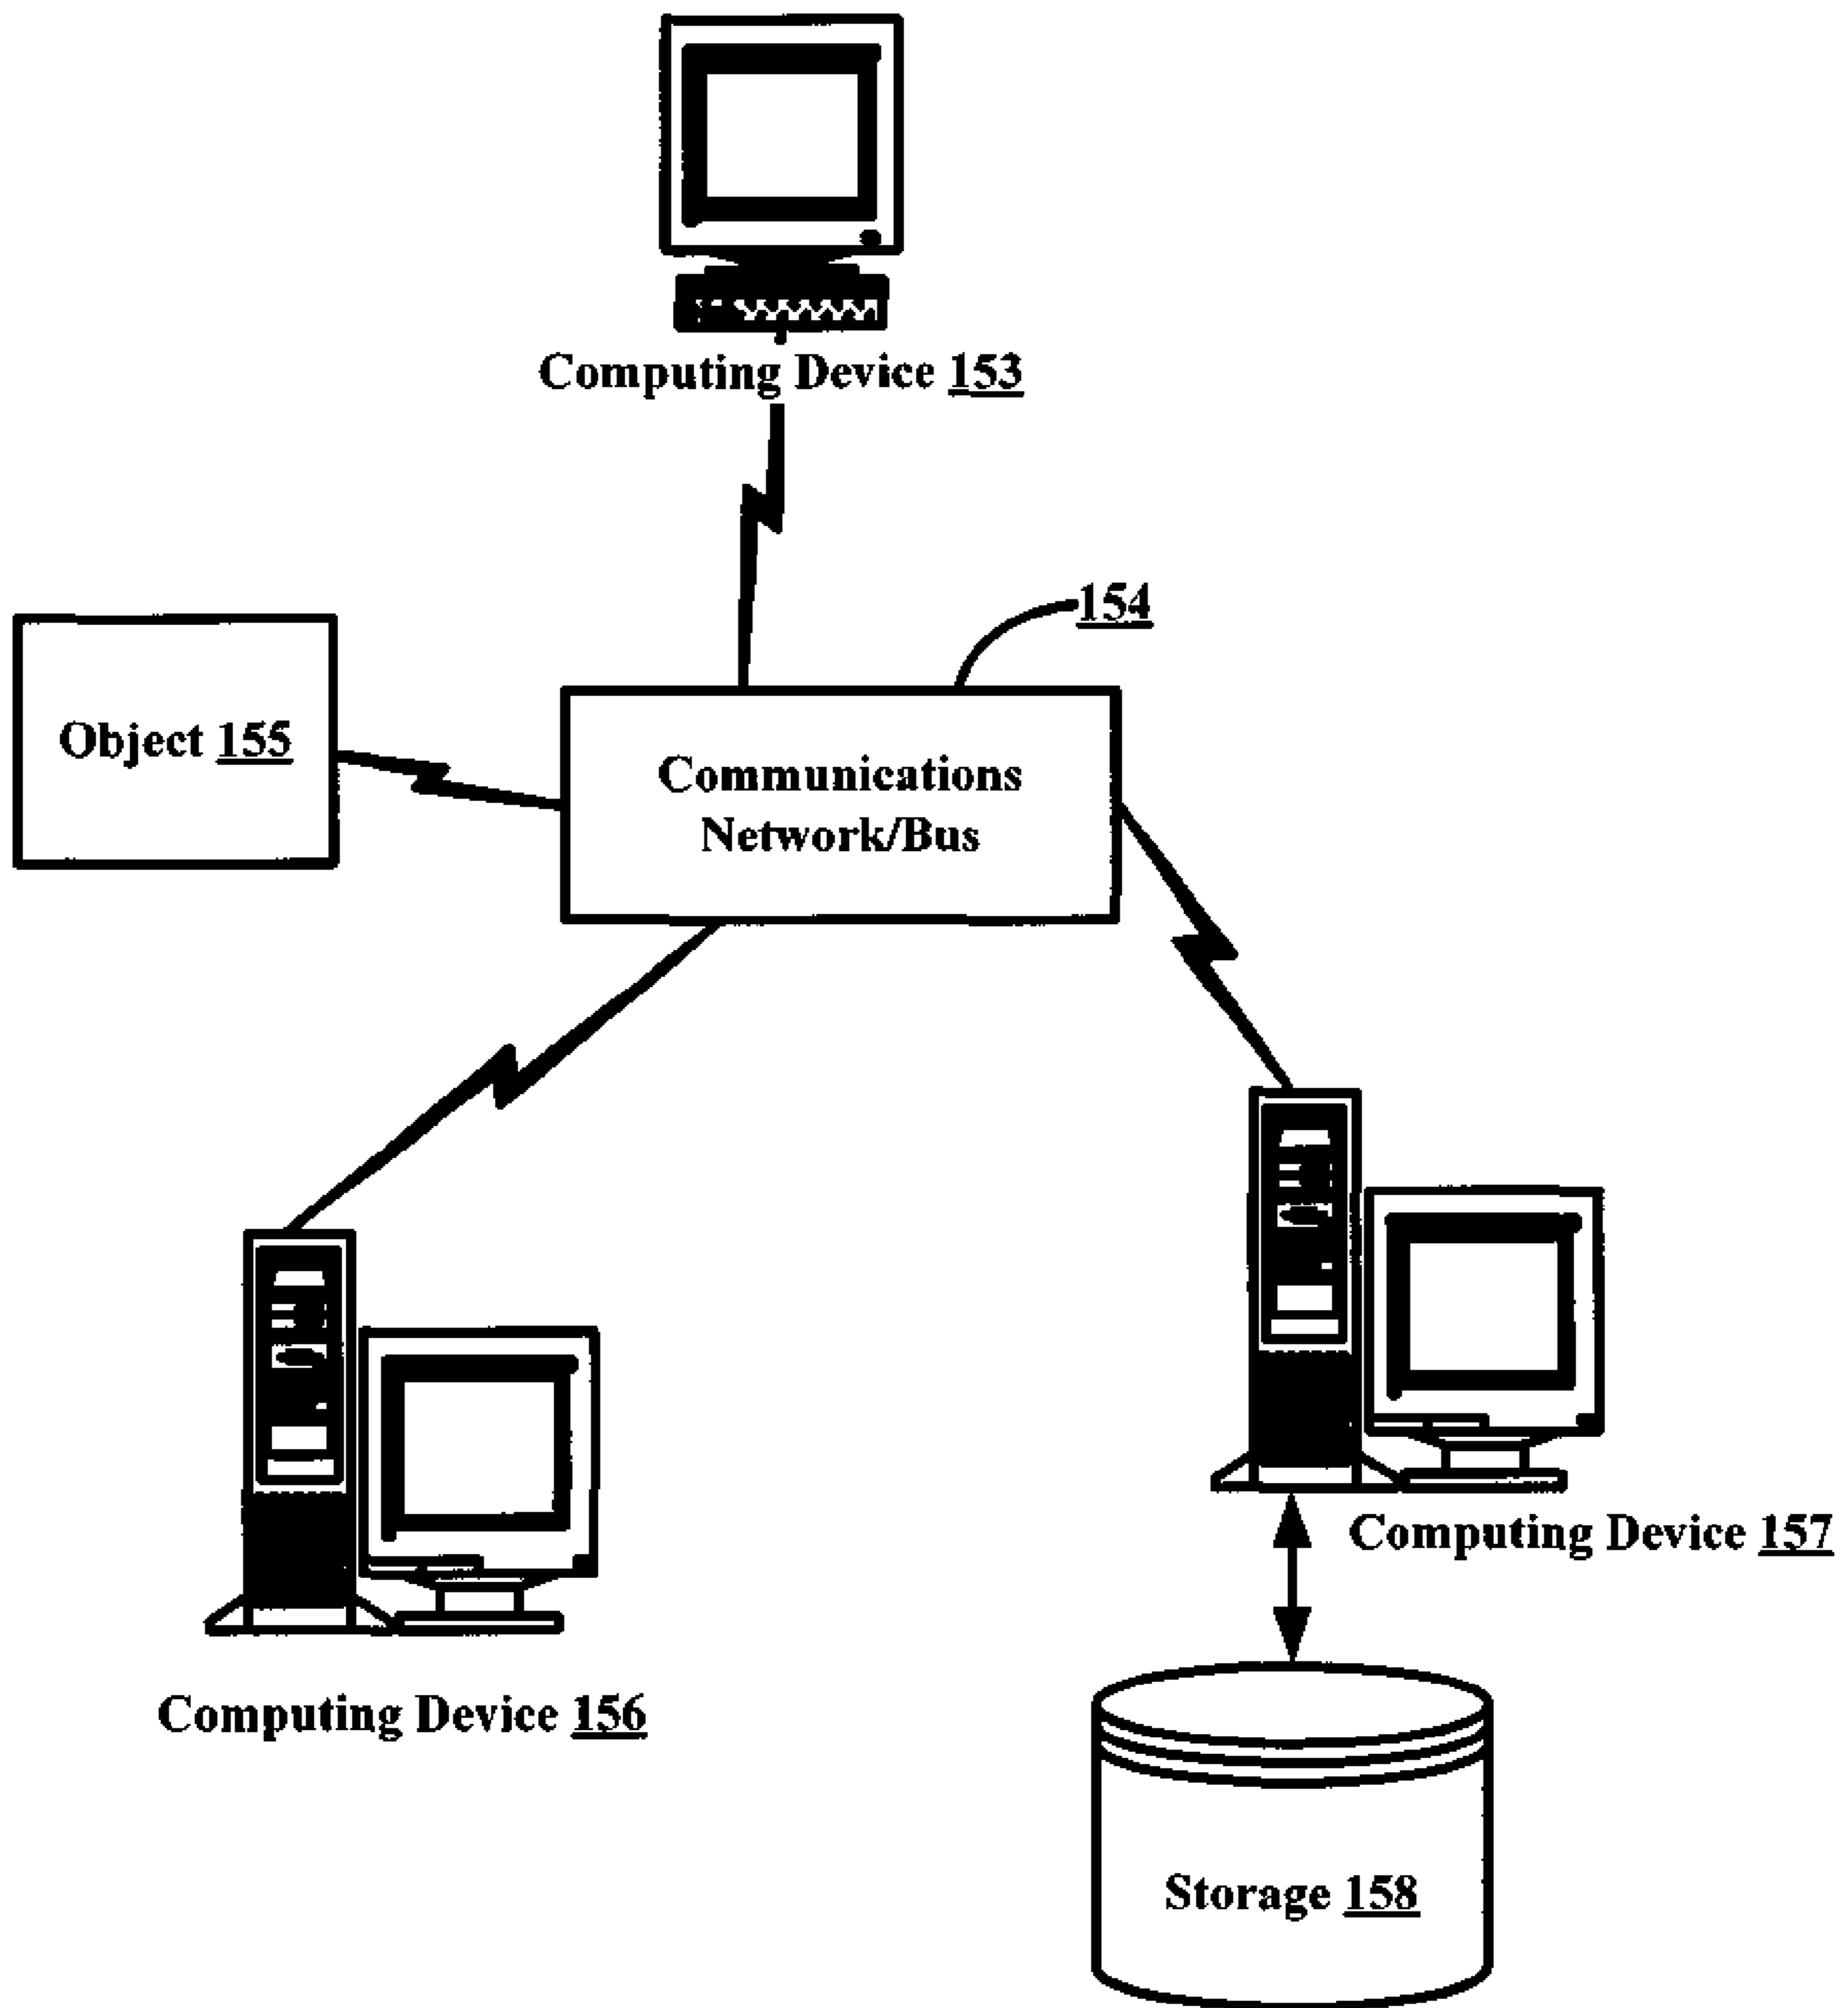 Computing Device 153
154
Object 155
Communications
Network/Bus
Computing Device 157
Computing Device 156
Storage 158